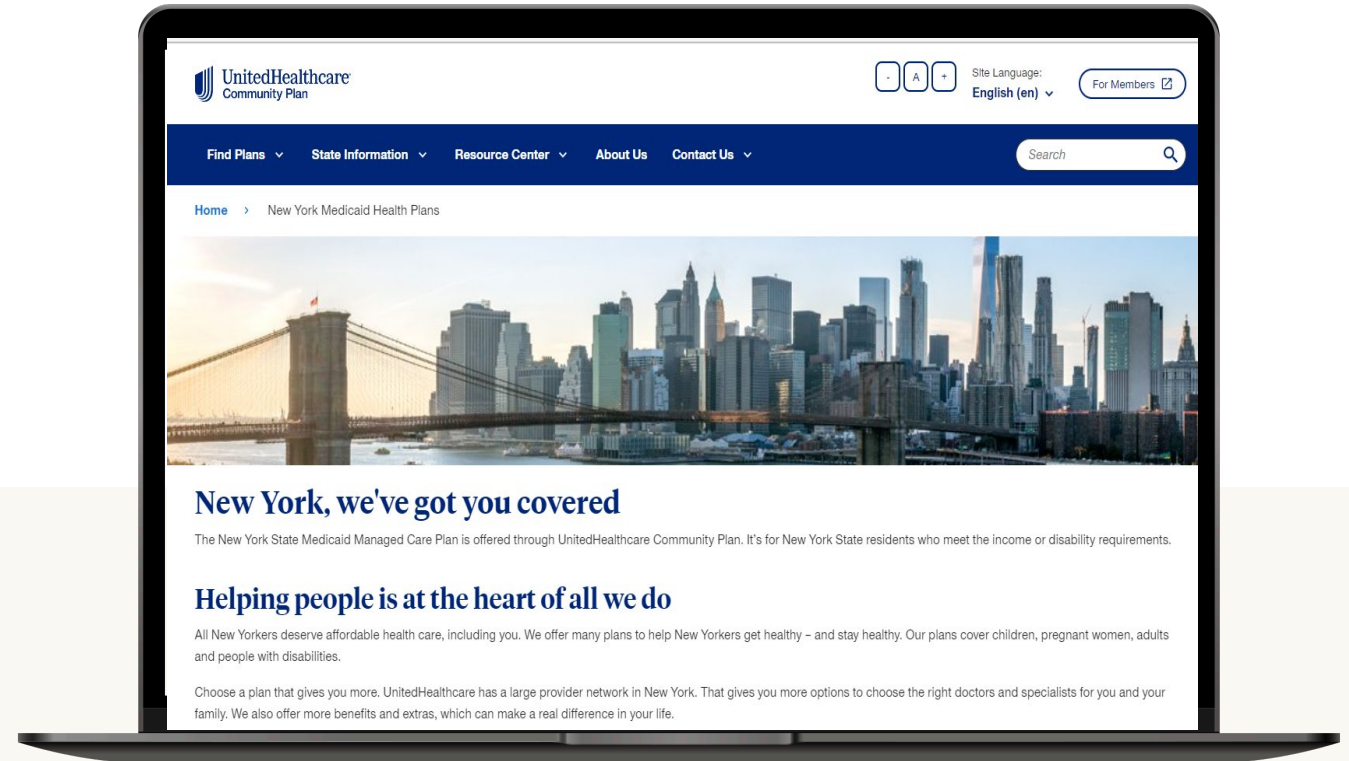 UnitedHealthcare
Community Plan
- A +
Site Language:
English (en)
For Members
Find Plans State Information Resource Center About Us Contact Us
Search
Home › New York Medicaid Health Plans
New York, we've got you covered
The New York State Medicaid Managed Care Plan is offered through UnitedHealthcare Community Plan. It's for New York State residents who meet the income or disability requirements.
Helping people is at the heart of all we do
All New Yorkers deserve affordable health care, including you. We offer many plans to help New Yorkers get healthy – and stay healthy. Our plans cover children, pregnant women, adults
and people with disabilities.
Choose a plan that gives you more. UnitedHealthcare has a large provider network in New York. That gives you more options to choose the right doctors and specialists for you and your
family. We also offer more benefits and extras, which can make a real difference in your life.